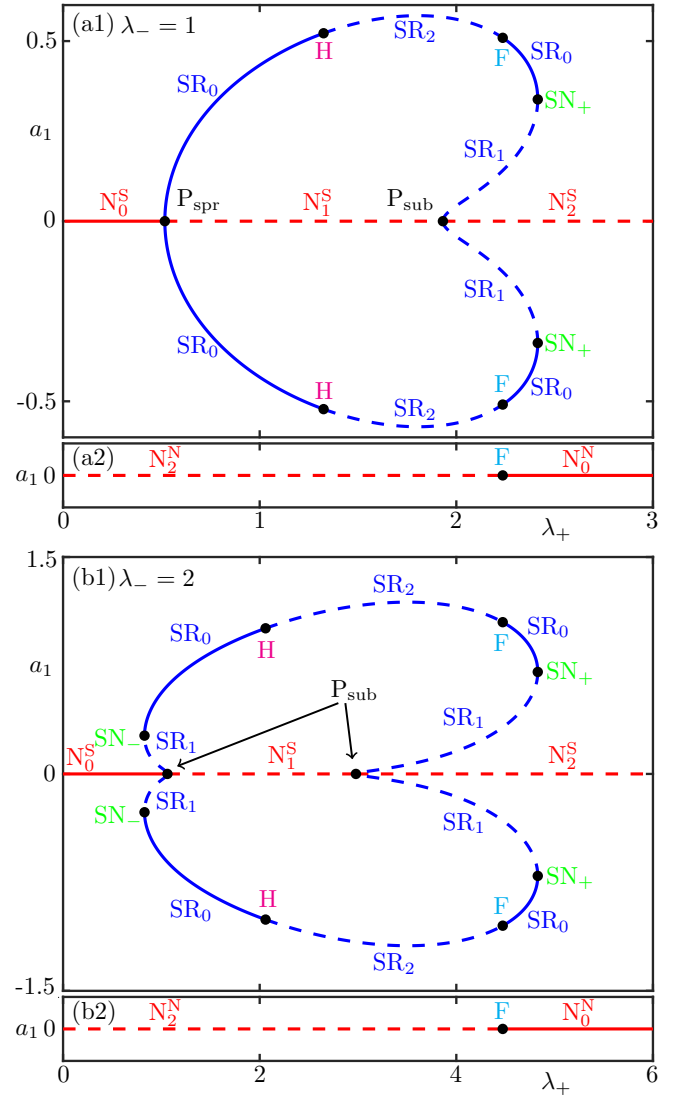 (a1) λ₋ = 1
SR₂
0.5
H
F
SR₀
SR₀
SN₊
a₁
SR₁
N₀ˢ
P_spr
N₁ˢ
P_sub
N₂ˢ
0
SR₁
SR₀
SN₊
H
F
SR₀
-0.5
SR₂
(a2)
N₂ᴺ
F
N₀ᴺ
a₁ 0
0
1
2
λ₊
3
1.5
(b1) λ₋ = 2
SR₂
SR₀
SR₀
H
F
a₁
SN₊
P_sub
SN₋
SR₁
SR₁
N₀ˢ
N₁ˢ
N₂ˢ
0
SR₁
SN₋
SR₁
SN₊
H
SR₀
F
SR₀
SR₂
-1.5
(b2)
N₂ᴺ
F
N₀ᴺ
a₁ 0
0
2
4
λ₊
6